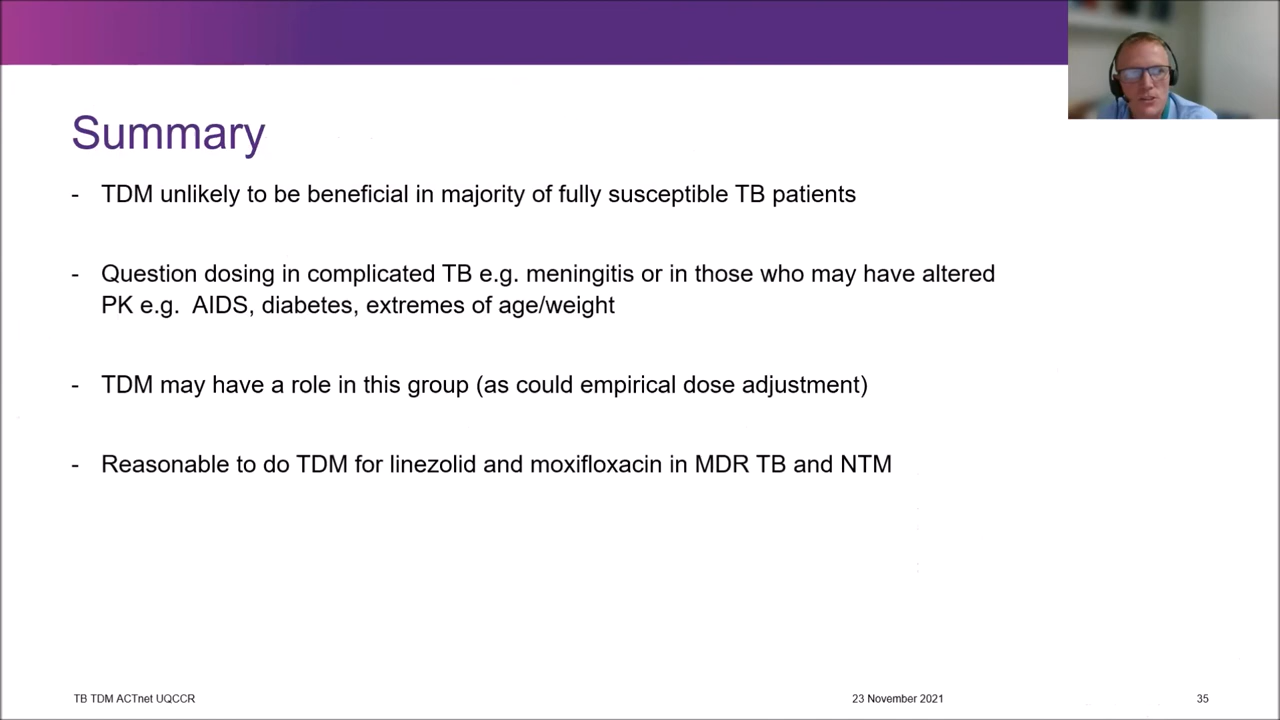 Summary
- TDM unlikely to be beneficial in majority of fully susceptible TB patients
- Question dosing in complicated TB e.g. meningitis or in those who may have altered
PK e.g.  AIDS, diabetes, extremes of age/weight
- TDM may have a role in this group (as could empirical dose adjustment)
- Reasonable to do TDM for linezolid and moxifloxacin in MDR TB and NTM
TB TDM ACTnet UQCCR
23 November 2021
35